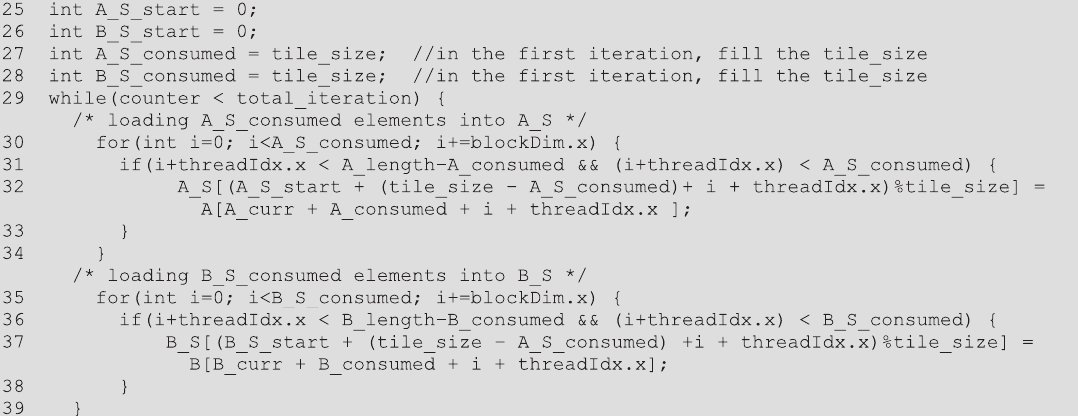 25 int A_S_start = 0;
26 int B_S_start = 0;
27 int A_S_consumed = tile_size; //in the first iteration, fill the tile_size
28 int B_S_consumed = tile_size; //in the first iteration, fill the tile_size
29 while(counter < total_iteration) {
/* loading A_S_consumed elements into A_S */
30 for(int i=0; i<A_S_consumed; i+=blockDim.x) {
31 if(i+threadIdx.x < A_length-A_consumed && (i+threadIdx.x) < A_S_consumed) {
32 A_S[(A_S_start + (tile_size - A_S_consumed)+ i + threadIdx.x)%tile_size] =
A[A_curr + A_consumed + i + threadIdx.x ];
33 }
34 }
/* loading B_S_consumed elements into B_S */
35 for(int i=0; i<B_S_consumed; i+=blockDim.x) {
36 if(i+threadIdx.x < B_length-B_consumed && (i+threadIdx.x) < B_S_consumed) {
37 B_S[(B_S_start + (tile_size - A_S_consumed) +i + threadIdx.x)%tile_size] =
B[B_curr + B_consumed + i + threadIdx.x];
38 }
39 }